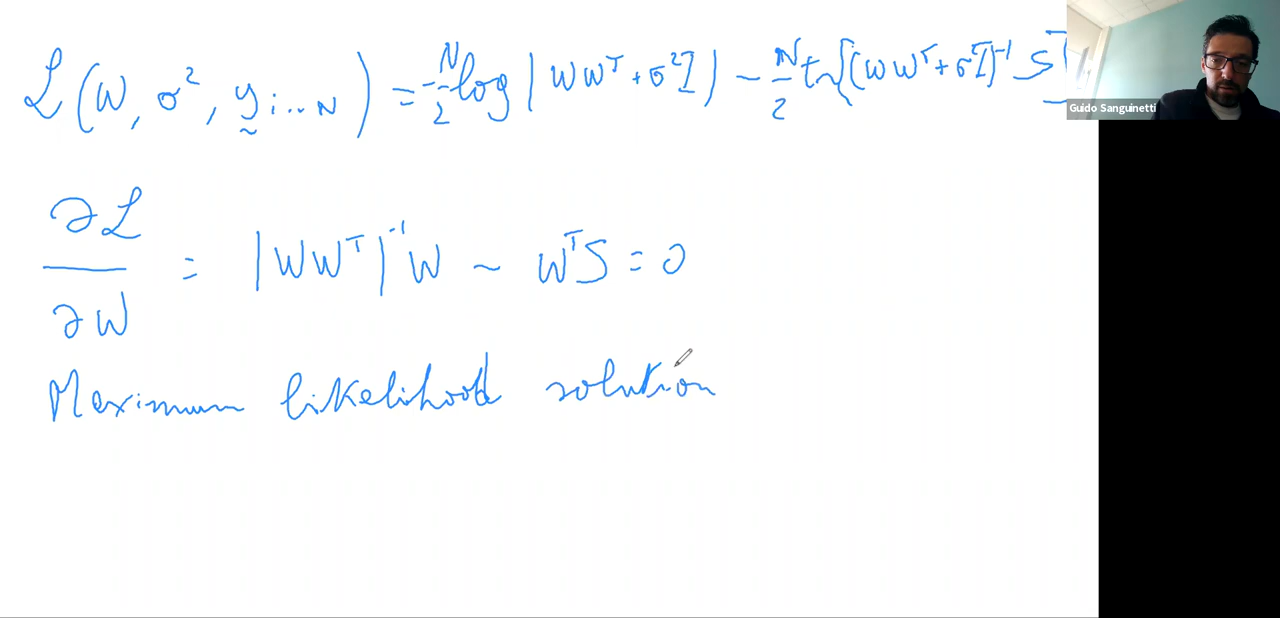 ℒ(W, σ², y_{i..N}) = -N/2 log|WWᵀ + σ²I| - N/2 tr[(WWᵀ + σ²I)⁻¹ S]
Guido Sanguinetti
∂ℒ/∂W = |WWᵀ|⁻¹W - WᵀS = 0
Maximum likelihood solution